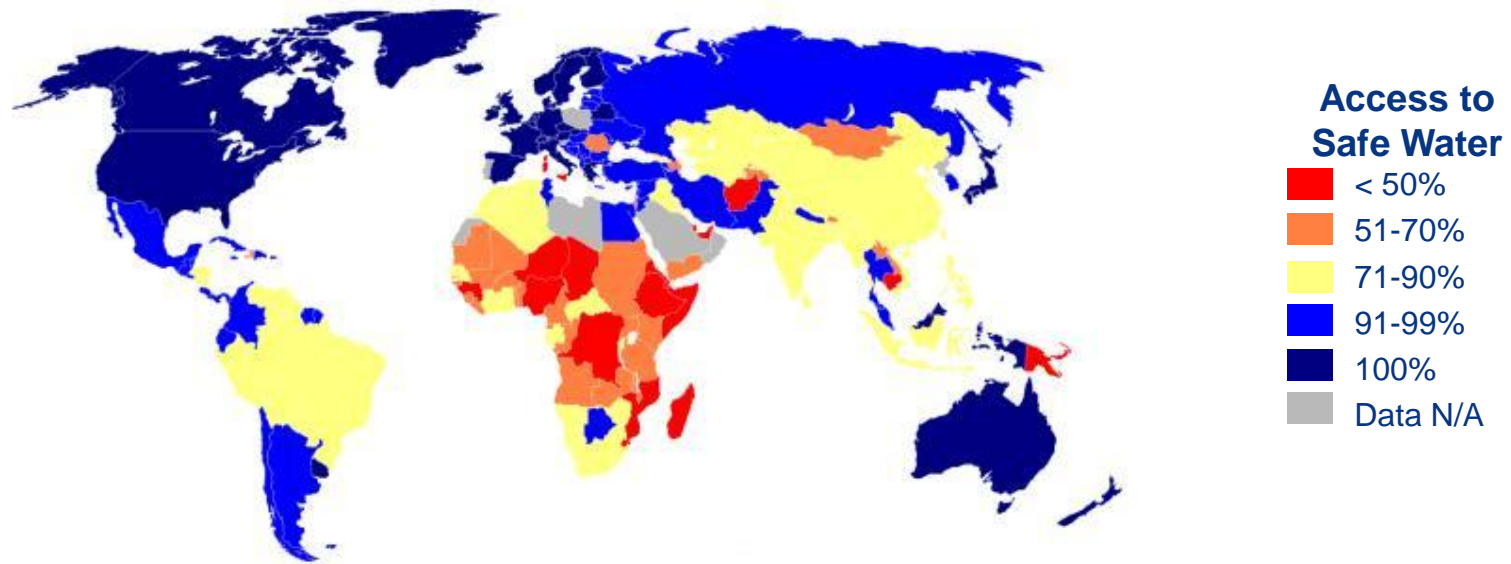 Access to
Safe Water
< 50%
51-70%
71-90%
91-99%
100%
Data N/A